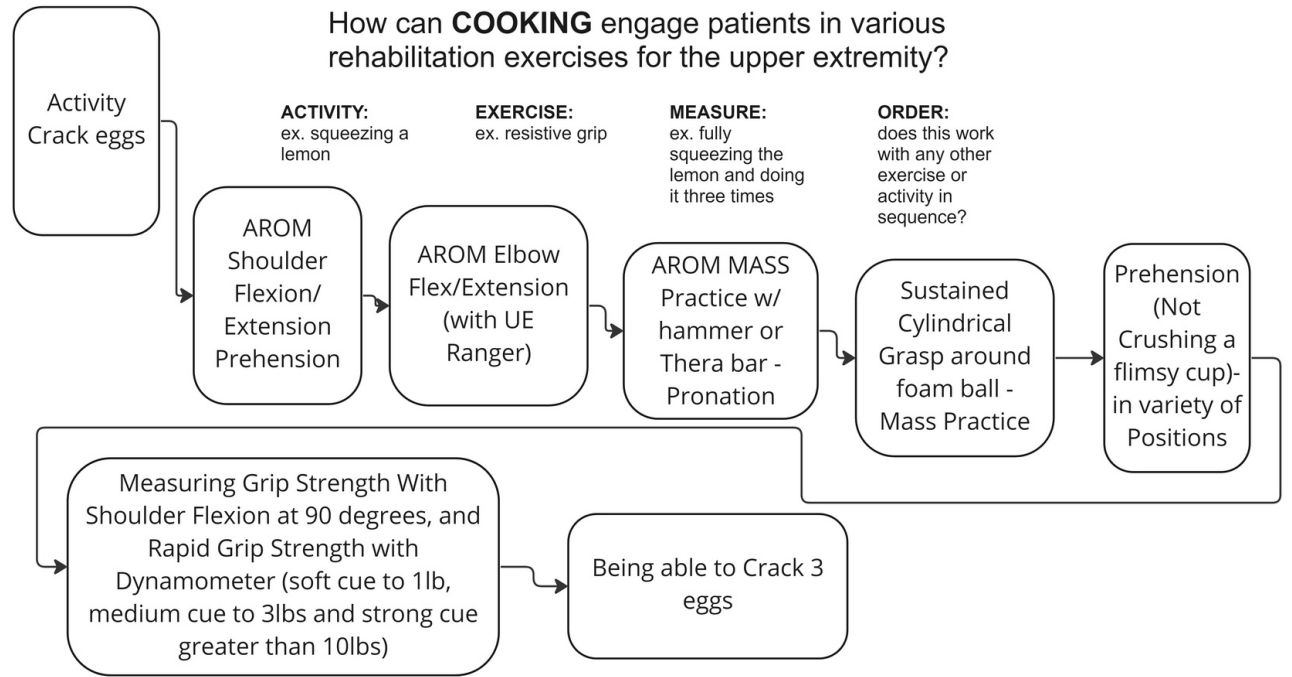 How can COOKING engage patients in various
rehabilitation exercises for the upper extremity?
Activity
Crack eggs
ACTIVITY:
ex. squeezing a
lemon
EXERCISE:
ex. resistive grip
MEASURE:
ex. fully
squeezing the
lemon and doing
it three times
ORDER:
does this work
with any other
exercise or
activity in
sequence?
AROM
Shoulder
Flexion/
Extension
Prehension
AROM Elbow
Flex/Extension
(with UE
Ranger)
AROM MASS
Practice w/
hammer or
Thera bar -
Pronation
Sustained
Cylindrical
Grasp around
foam ball -
Mass Practice
Prehension
(Not
Crushing a
flimsy cup)-
in variety of
Positions
Measuring Grip Strength With
Shoulder Flexion at 90 degrees, and
Rapid Grip Strength with
Dynamometer (soft cue to 1lb,
medium cue to 3lbs and strong cue
greater than 10lbs)
Being able to Crack 3
eggs